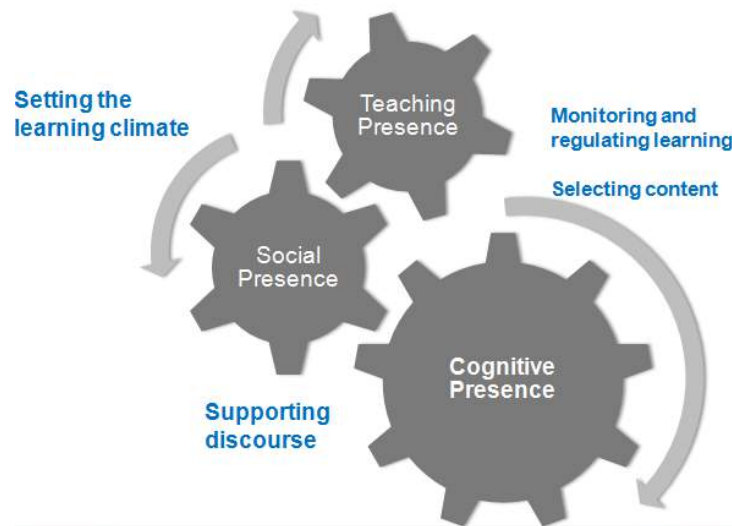 Setting the
learning climate
Teaching
Presence
Monitoring and
regulating learning
Selecting content
Social
Presence
Cognitive
Presence
Supporting
discourse